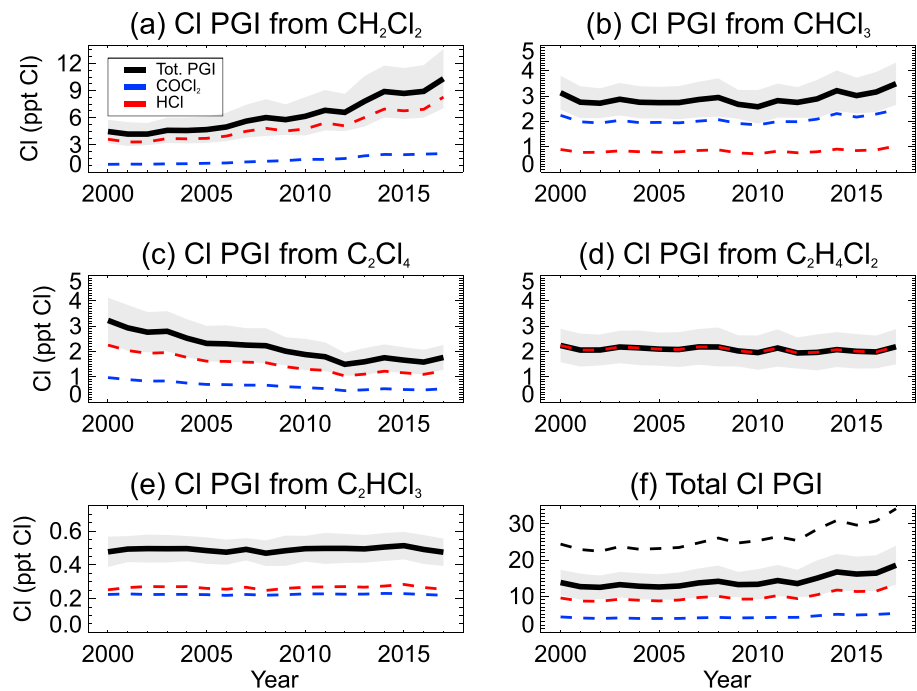 (a) Cl PGI from CH₂Cl₂
Cl (ppt Cl)
12
9
6
3
0
Tot. PGI
COCl₂
HCl
2000 2005 2010 2015
(b) Cl PGI from CHCl₃
5
4
3
2
1
0
2000 2005 2010 2015
(c) Cl PGI from C₂Cl₄
Cl (ppt Cl)
5
4
3
2
1
0
2000 2005 2010 2015
(d) Cl PGI from C₂H₄Cl₂
5
4
3
2
1
0
2000 2005 2010 2015
(e) Cl PGI from C₂HCl₃
Cl (ppt Cl)
0.6
0.4
0.2
0.0
2000 2005 2010 2015
Year
(f) Total Cl PGI
30
20
10
0
2000 2005 2010 2015
Year